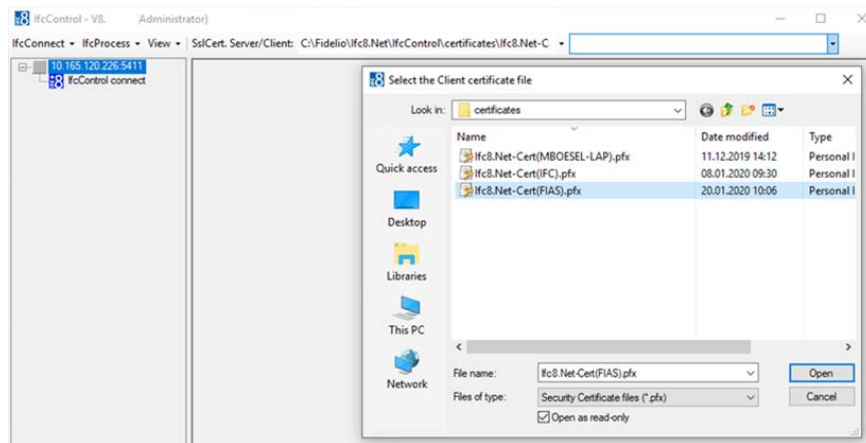 IfcControl - V8. (Administrator)
IfcConnect IfcProcess View SslCert. Server/Client: C:\Fidelio\Ifc8.Net\IfcControl\certificates\Ifc8.Net-C
10.165.120.226:5411
IfcControl connect
Select the Client certificate file
Look in: certificates
Name Date modified Type
Ifc8.Net-Cert(MBOESEL-LAP).pfx 11.12.2019 14:12 Personal I
Ifc8.Net-Cert(IFC).pfx 08.01.2020 09:30 Personal I
Ifc8.Net-Cert(FIAS).pfx 20.01.2020 10:06 Personal I
Quick access
Desktop
Libraries
This PC
Network
File name: Ifc8.Net-Cert(FIAS).pfx Open
Files of type: Security Certificate files (*.pfx) Cancel
Open as read-only